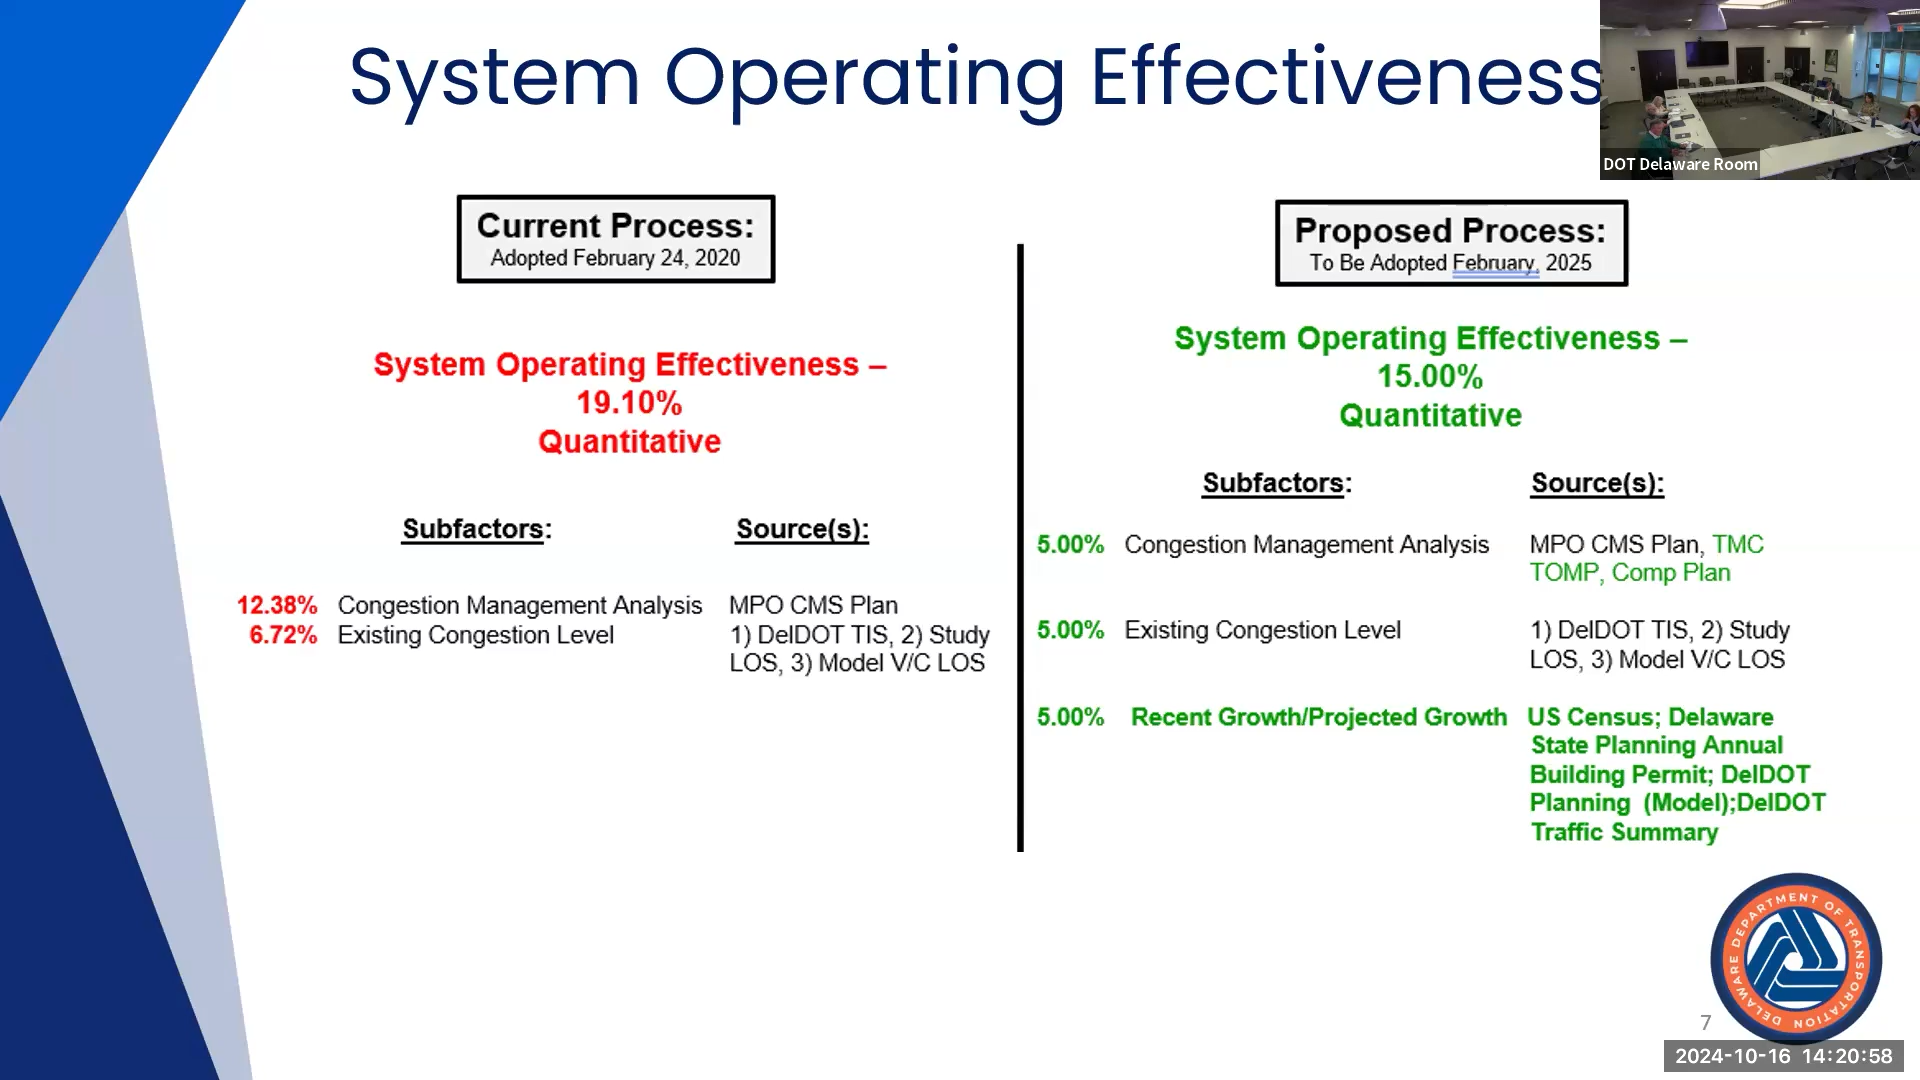 System Operating Effectiveness
DOT Delaware Room
Current Process:
Adopted February 24, 2020
System Operating Effectiveness –
19.10%
Quantitative
Subfactors: Source(s):
12.38% Congestion Management Analysis MPO CMS Plan
6.72% Existing Congestion Level 1) DelDOT TIS, 2) Study
LOS, 3) Model V/C LOS
Proposed Process:
To Be Adopted February, 2025
System Operating Effectiveness –
15.00%
Quantitative
Subfactors: Source(s):
5.00% Congestion Management Analysis MPO CMS Plan, TMC
TOMP, Comp Plan
5.00% Existing Congestion Level 1) DelDOT TIS, 2) Study
LOS, 3) Model V/C LOS
5.00% Recent Growth/Projected Growth US Census; Delaware
State Planning Annual
Building Permit; DelDOT
Planning (Model);DelDOT
Traffic Summary
DELAWARE DEPARTMENT OF TRANSPORTATION
7
2024-10-16 14:20:58